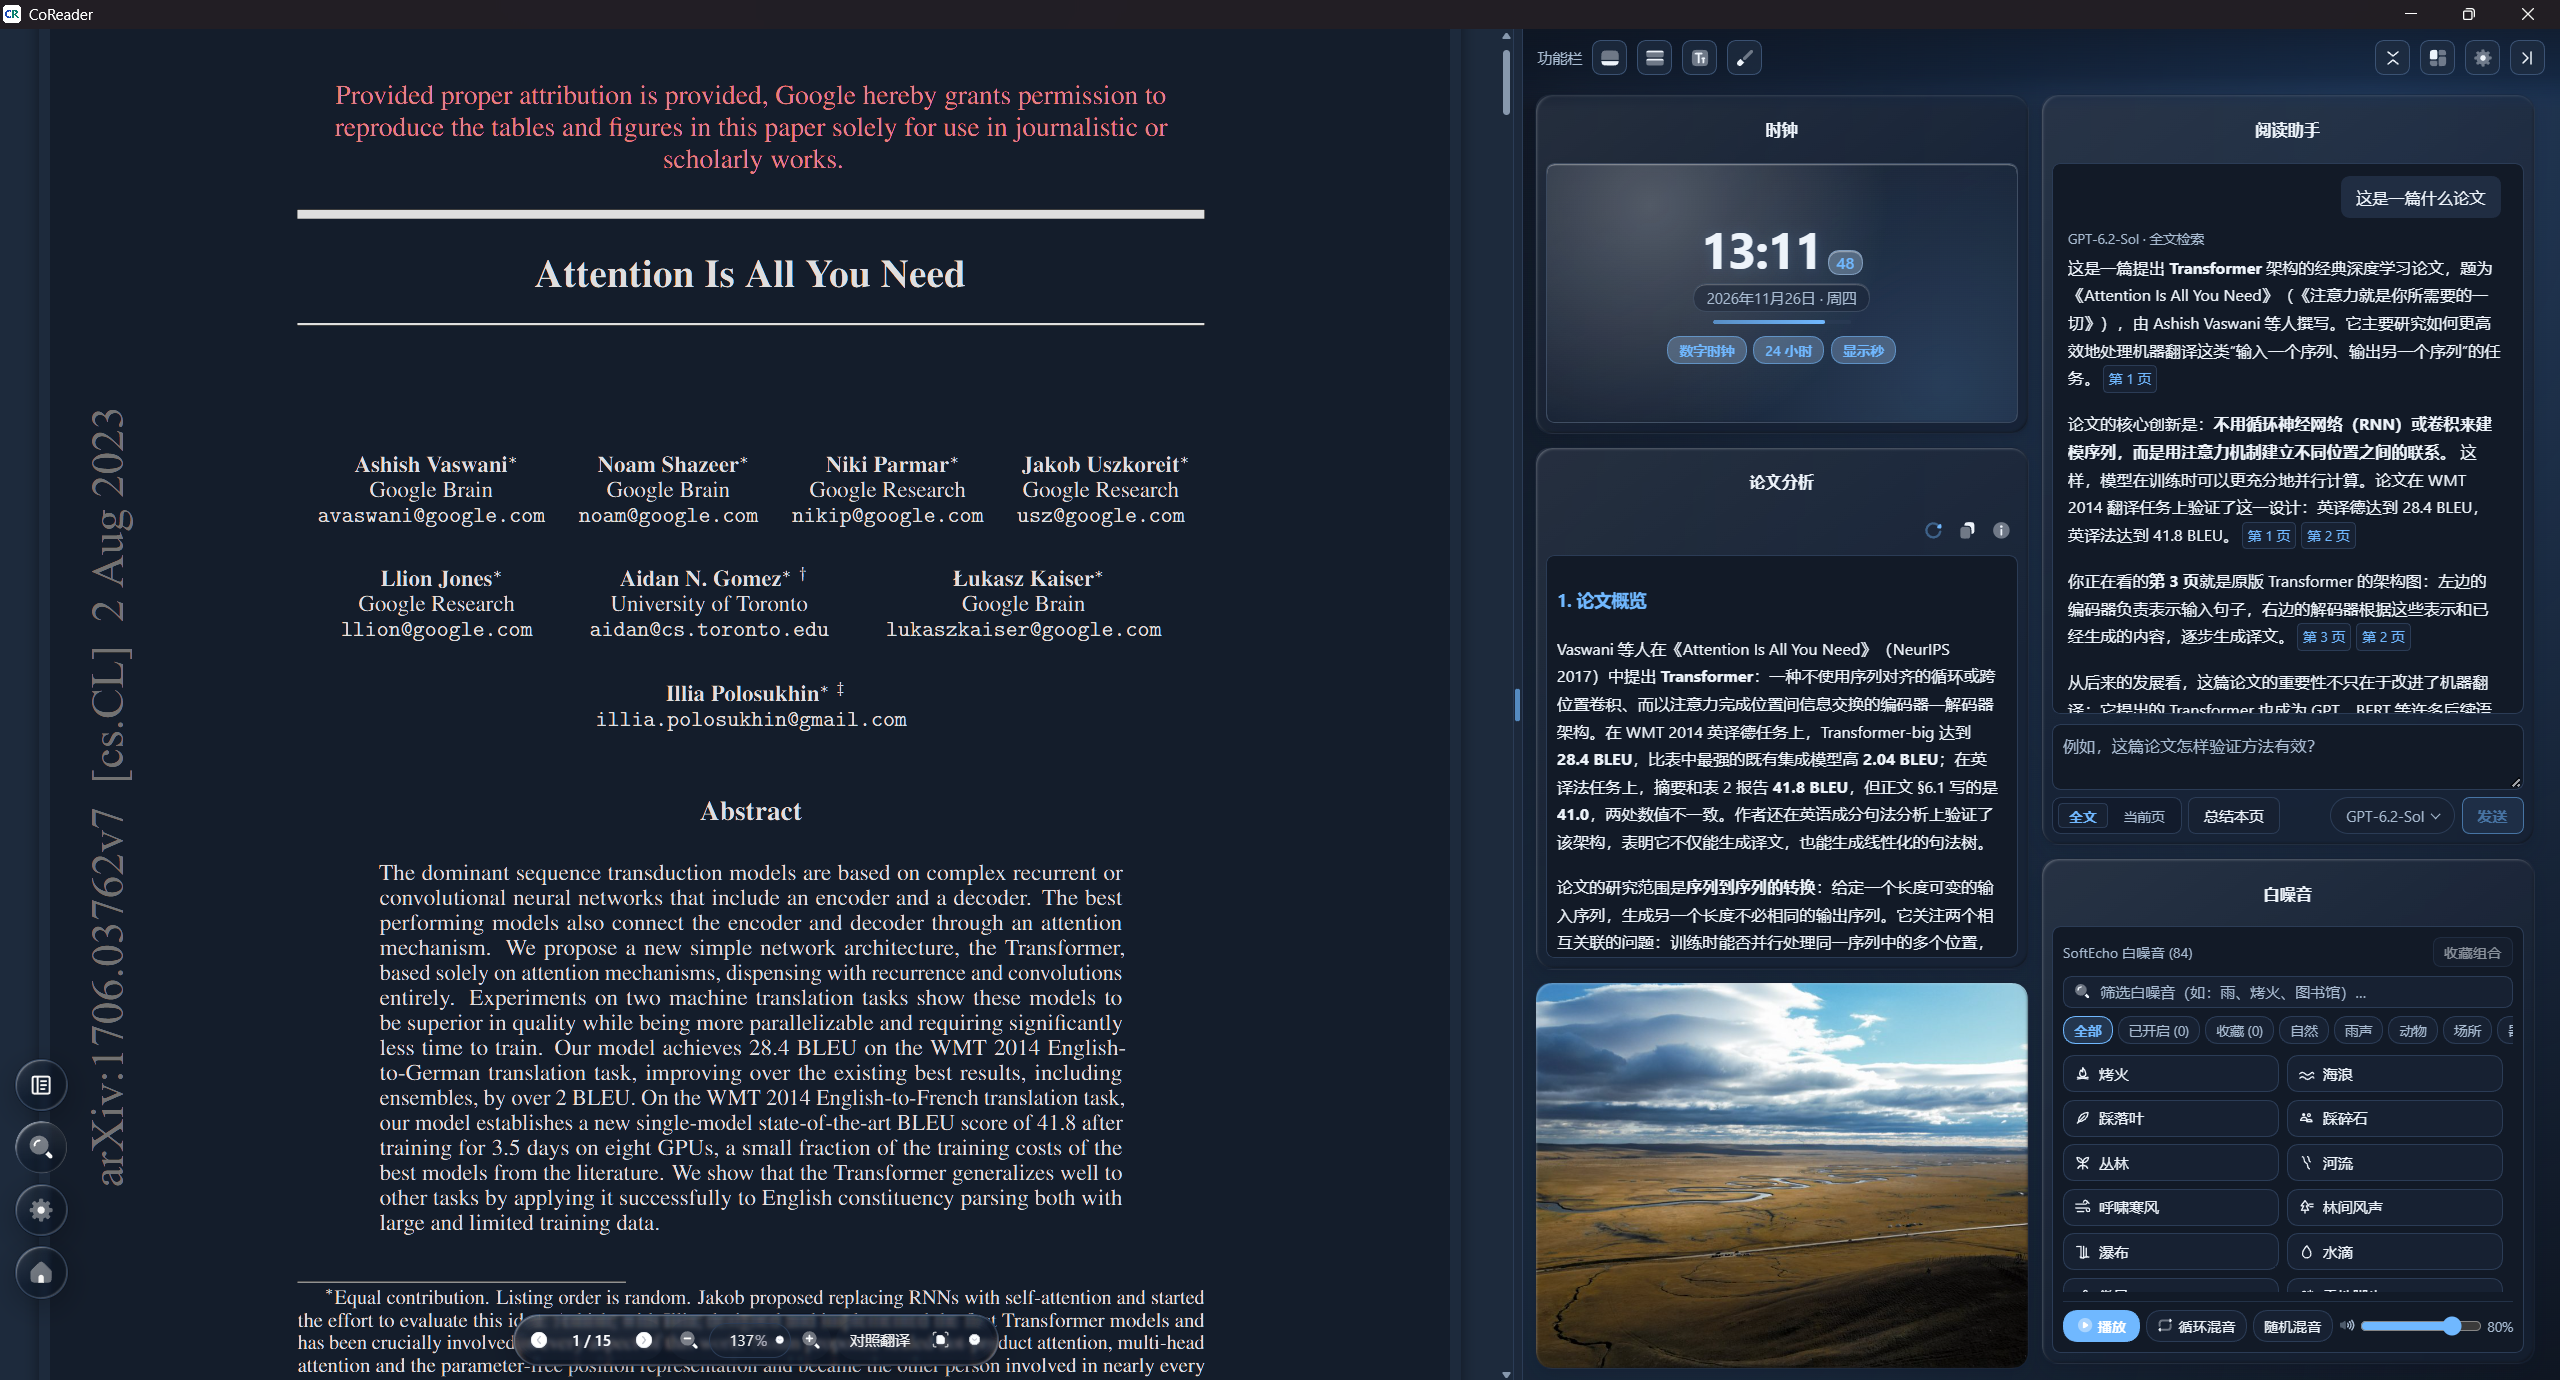 CR CoReader
Provided proper attribution is provided, Google hereby grants permission to
reproduce the tables and figures in this paper solely for use in journalistic or
scholarly works.
Attention Is All You Need
arXiv:1706.03762v7 [cs.CL] 2 Aug 2023
Ashish Vaswani* Noam Shazeer* Niki Parmar* Jakob Uszkoreit*
Google Brain Google Brain Google Research Google Research
avaswani@google.com noam@google.com nikip@google.com usz@google.com
Llion Jones* Aidan N. Gomez* † Łukasz Kaiser*
Google Research University of Toronto Google Brain
llion@google.com aidan@cs.toronto.edu lukaszkaiser@google.com
Illia Polosukhin* ‡
illia.polosukhin@gmail.com
Abstract
The dominant sequence transduction models are based on complex recurrent or
convolutional neural networks that include an encoder and a decoder. The best
performing models also connect the encoder and decoder through an attention
mechanism. We propose a new simple network architecture, the Transformer,
based solely on attention mechanisms, dispensing with recurrence and convolutions
entirely. Experiments on two machine translation tasks show these models to
be superior in quality while being more parallelizable and requiring significantly
less time to train. Our model achieves 28.4 BLEU on the WMT 2014 English-
to-German translation task, improving over the existing best results, including
ensembles, by over 2 BLEU. On the WMT 2014 English-to-French translation task,
our model establishes a new single-model state-of-the-art BLEU score of 41.8 after
training for 3.5 days on eight GPUs, a small fraction of the training costs of the
best models from the literature. We show that the Transformer generalizes well to
other tasks by applying it successfully to English constituency parsing both with
large and limited training data.
*Equal contribution. Listing order is random. Jakob proposed replacing RNNs with self-attention and started
the effort to evaluate this Transformer models and
has been crucially involved duct attention, multi-head
attention and the parameter-free position representation and became the other person involved in nearly every
1 / 15 137% 对照翻译
功能栏
时钟
13:11 48
2026年11月26日 · 周四
数字时钟 24 小时 显示秒
论文分析
1. 论文概览
Vaswani 等人在《Attention Is All You Need》（NeurIPS
2017）中提出 Transformer：一种不使用序列对齐的循环或跨
位置卷积、而以注意力完成位置间信息交换的编码器—解码器
架构。在 WMT 2014 英译德任务上，Transformer-big 达到
28.4 BLEU，比表中最强的既有集成模型高 2.04 BLEU；在英
译法任务上，摘要和表 2 报告 41.8 BLEU，但正文 §6.1 写的是
41.0，两处数值不一致。作者还在英语成分句法分析上验证了
该架构，表明它不仅能生成译文，也能生成线性化的句法树。
论文的研究范围是序列到序列的转换：给定一个长度可变的输
入序列，生成另一个长度不必相同的输出序列。它关注两个相
互关联的问题：训练时能否并行处理同一序列中的多个位置，
阅读助手
这是一篇什么论文
GPT-6.2-Sol · 全文检索
这是一篇提出 Transformer 架构的经典深度学习论文，题为
《Attention Is All You Need》（《注意力就是你所需要的一
切》），由 Ashish Vaswani 等人撰写。它主要研究如何更高
效地处理机器翻译这类“输入一个序列、输出另一个序列”的任
务。 第 1 页
论文的核心创新是：不用循环神经网络（RNN）或卷积来建
模序列，而是用注意力机制建立不同位置之间的联系。 这
样，模型在训练时可以更充分地并行计算。论文在 WMT
2014 翻译任务上验证了这一设计：英译德达到 28.4 BLEU，
英译法达到 41.8 BLEU。 第 1 页 第 2 页
你正在看的第 3 页就是原版 Transformer 的架构图：左边的
编码器负责表示输入句子，右边的解码器根据这些表示和已
经生成的内容，逐步生成译文。 第 3 页 第 2 页
从后来的发展看，这篇论文的重要性不只在于改进了机器翻
译：它提出的 Transformer 也成为 GPT、BERT 等许多后续语
例如，这篇论文怎样验证方法有效？
全文 当前页 总结本页 GPT-6.2-Sol 发送
白噪音
SoftEcho 白噪音 (84) 收藏组合
筛选白噪音（如：雨、烤火、图书馆）...
全部 已开启 (0) 收藏 (0) 自然 雨声 动物 场所
烤火 海浪
踩落叶 踩碎石
丛林 河流
呼啸寒风 林间风声
瀑布 水滴
播放 循环混音 随机混音 80%